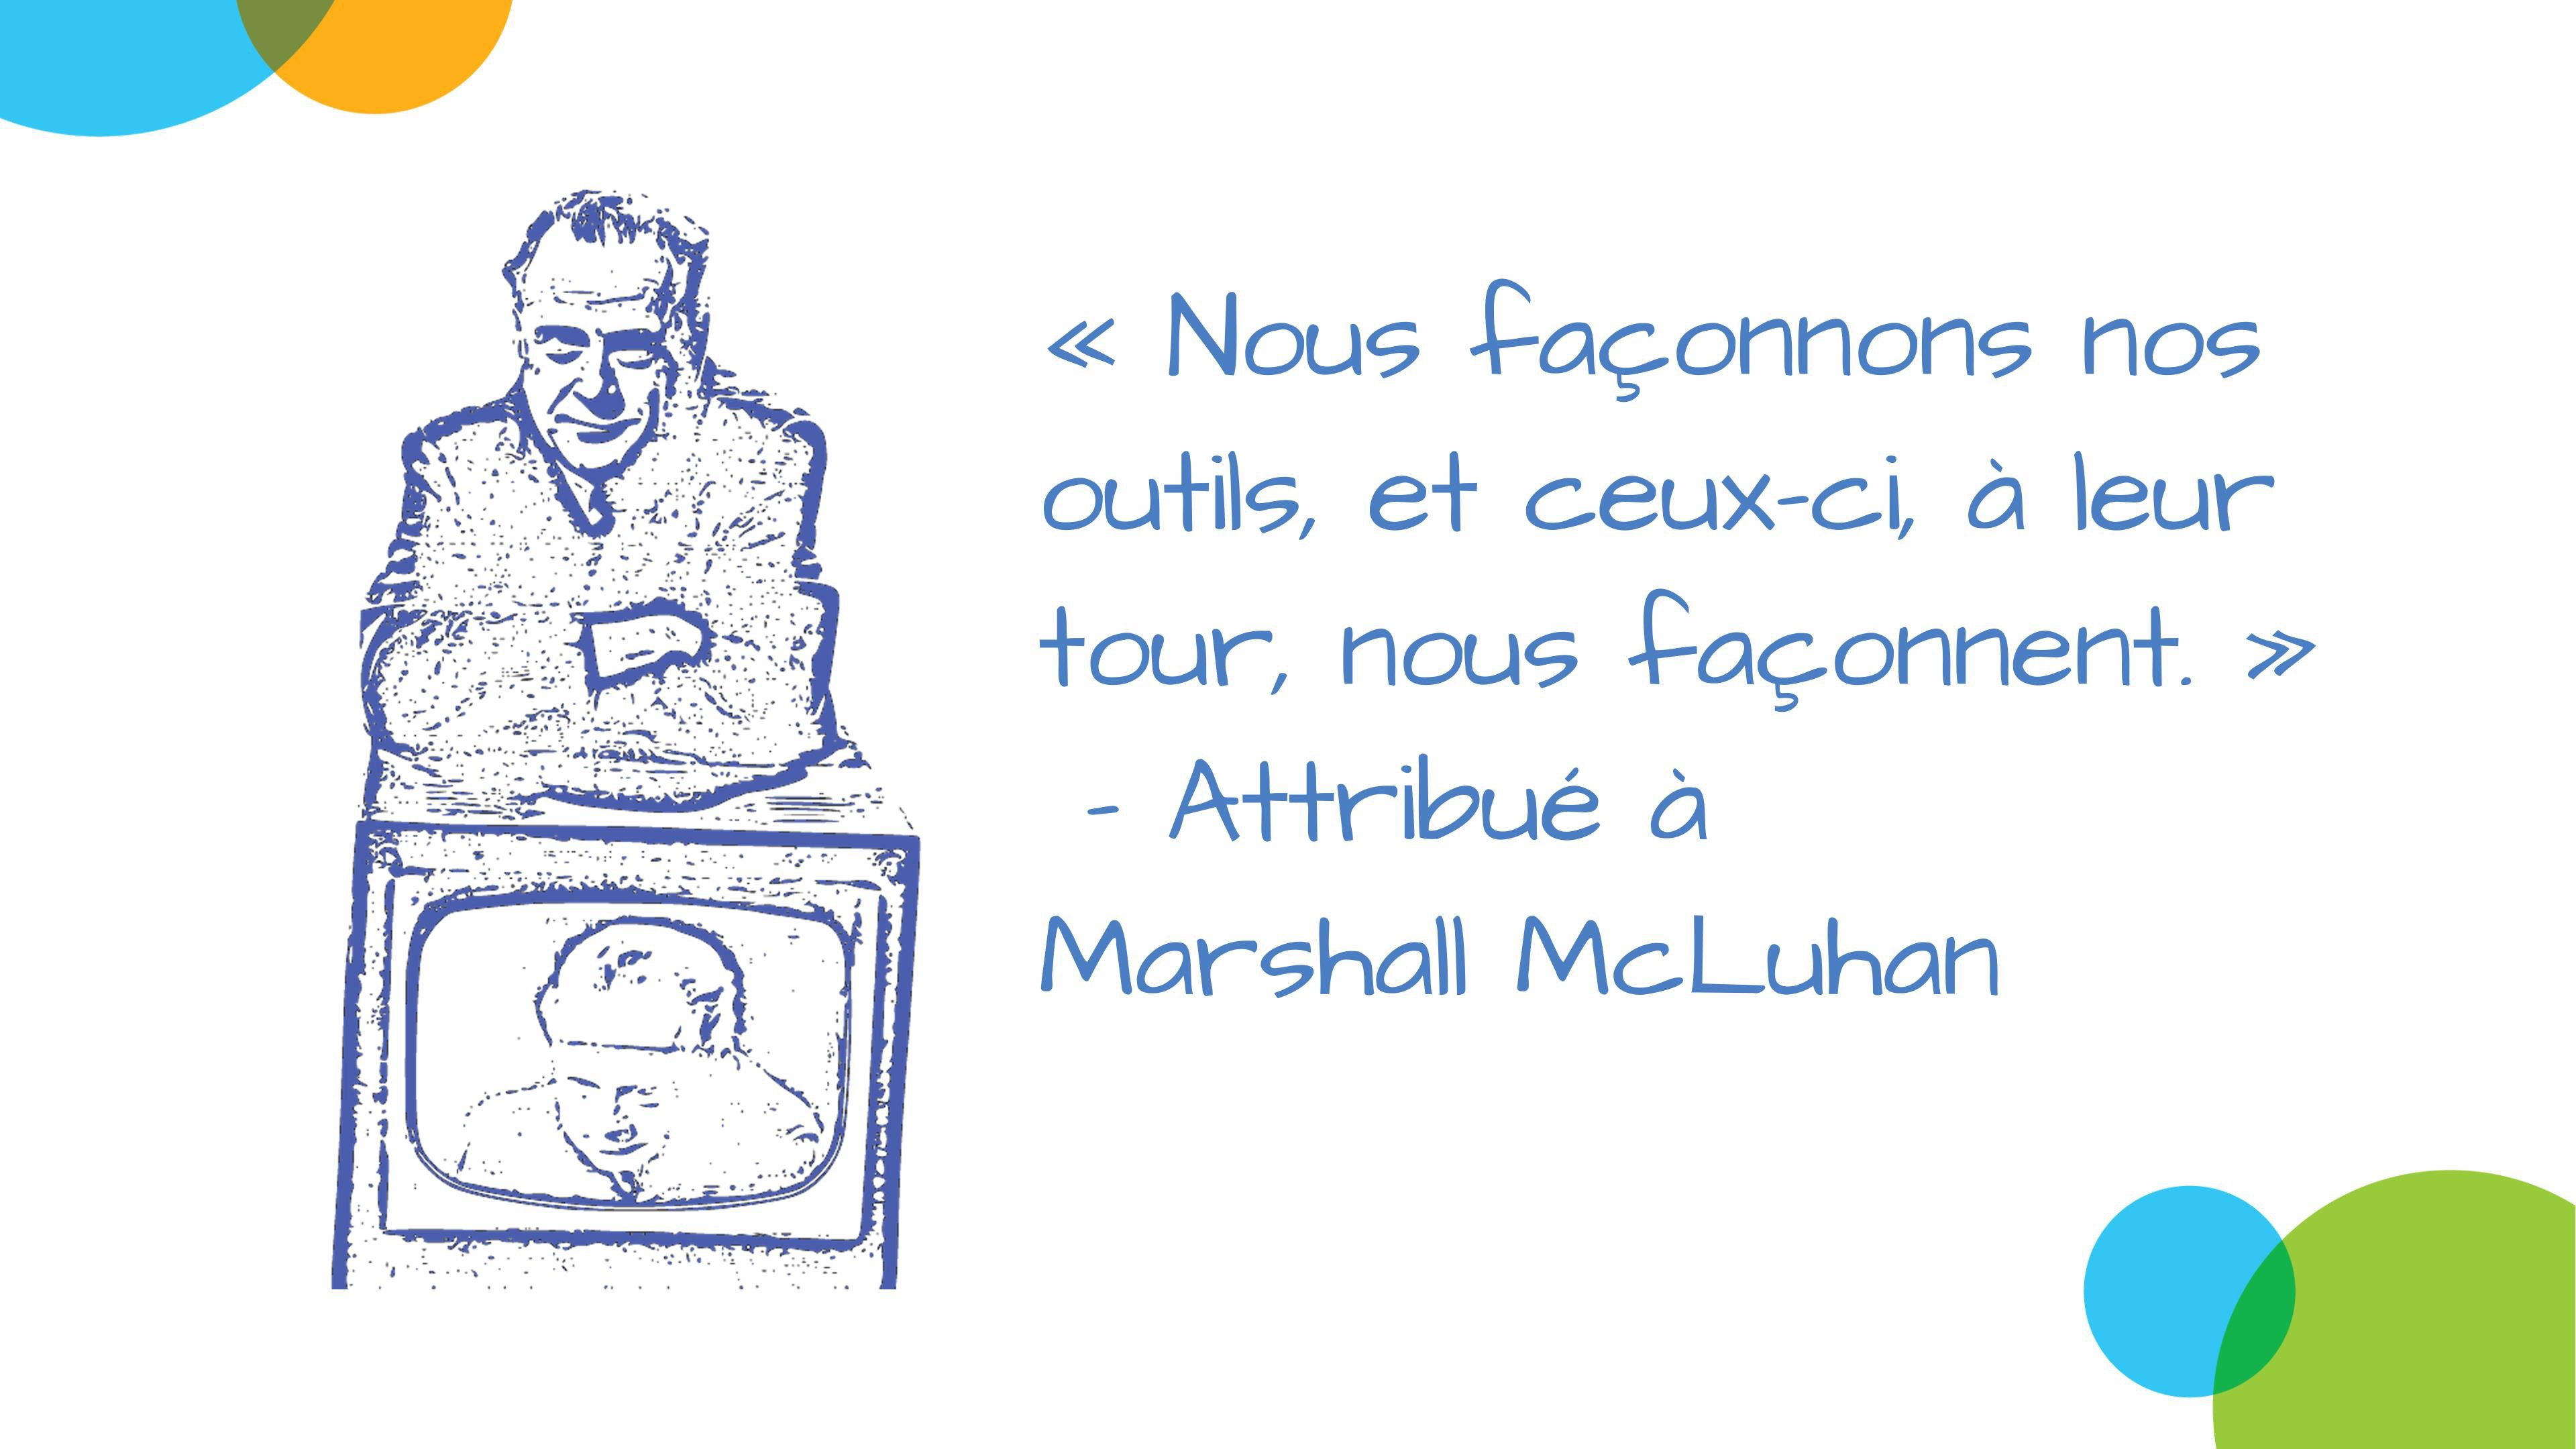 « Nous façonnons nos
outils, et ceux-ci, à leur
tour, nous façonnent. »
- Attribué à
Marshall McLuhan